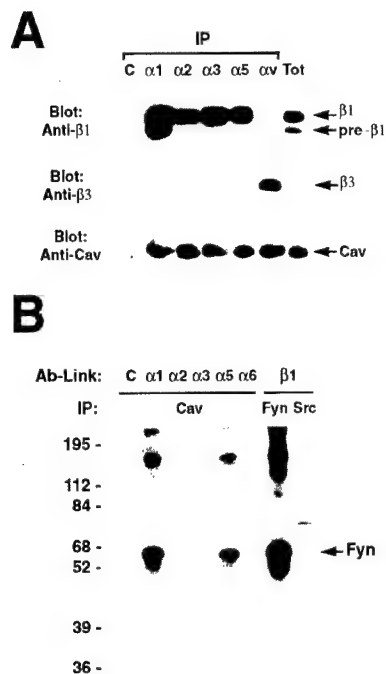 A
IP
C α1 α2 α3 α5 αv Tot
Blot:
Anti-β1
β1
pre-β1
Blot:
Anti-β3
β3
Blot:
Anti-Cav
Cav
B
Ab-Link: C α1 α2 α3 α5 α6 β1
IP: Cav Fyn Src
195 -
112 -
84 -
68 -
Fyn
52 -
39 -
36 -